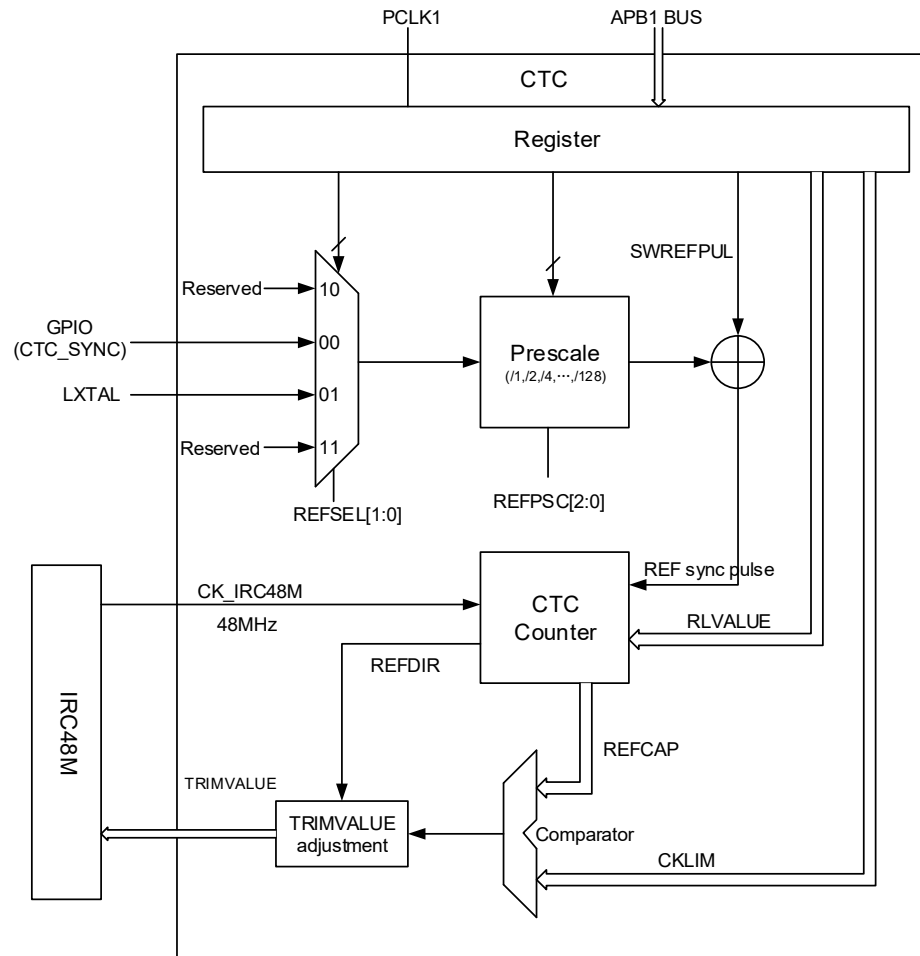 PCLK1
APB1 BUS
CTC
Register
SWREFPUL
Reserved
10
GPIO
(CTC_SYNC)
00
Prescale
(/1,/2,/4,···,/128)
LXTAL
01
Reserved
11
REFSEL[1:0]
REFPSC[2:0]
REF sync pulse
CK_IRC48M
48MHz
CTC
Counter
RLVALUE
REFDIR
IRC48M
REFCAP
TRIMVALUE
TRIMVALUE
adjustment
Comparator
CKLIM